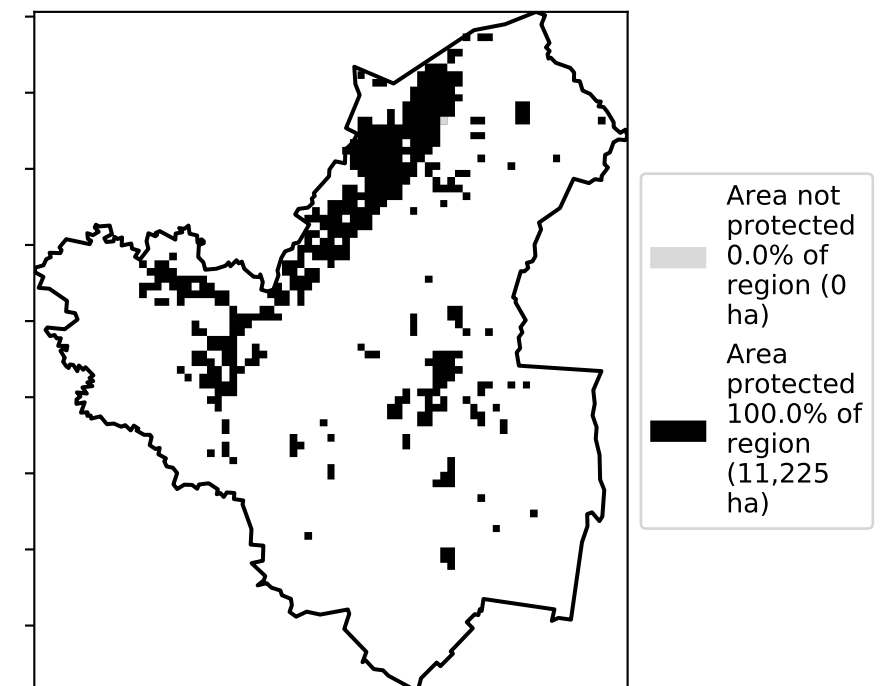 Area not
protected
0.0% of
region (0
ha)
Area
protected
100.0% of
region
(11,225
ha)